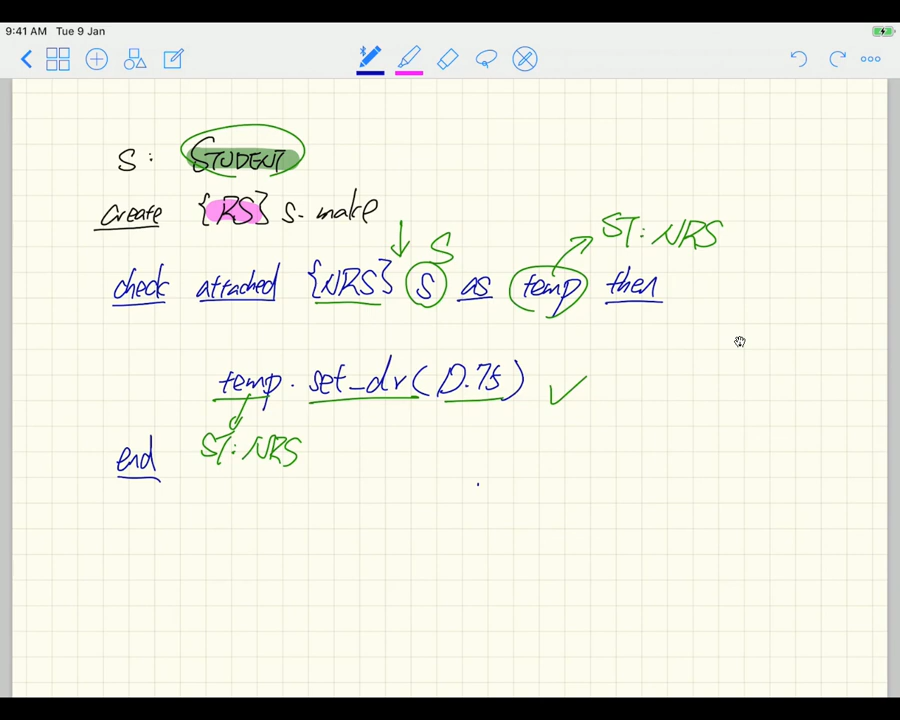 9:41 AM Tue 9 Jan
S: STUDENT
create {RS} s.make
S ST: NRS
check attached {NRS} s as temp then
temp.set_dr(0.75)
ST: NRS
end